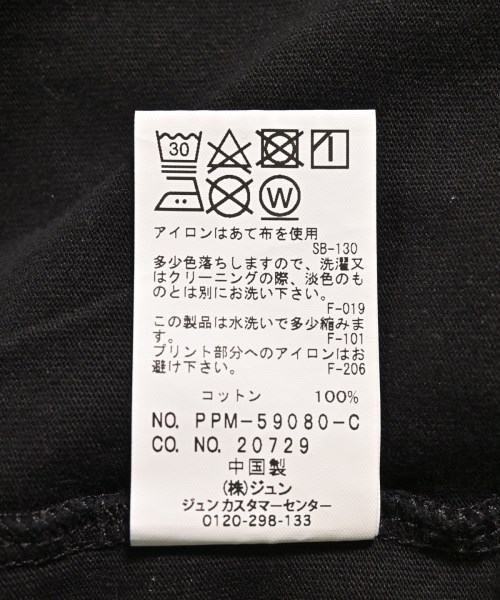 30
W
アイロンはあて布を使用
SB-130
多少色落ちしますので、洗濯又
はクリーニングの際、淡色のも
のとは別にお洗い下さい。
F-019
この製品は水洗いで多少縮みま
す。 F-101
プリント部分へのアイロンはお
避け下さい。 F-206
コットン 100%
NO. PPM-59080-C
CO. NO. 20729
中国製
(株)ジュン
ジュン カスタマーセンター
0120-298-133